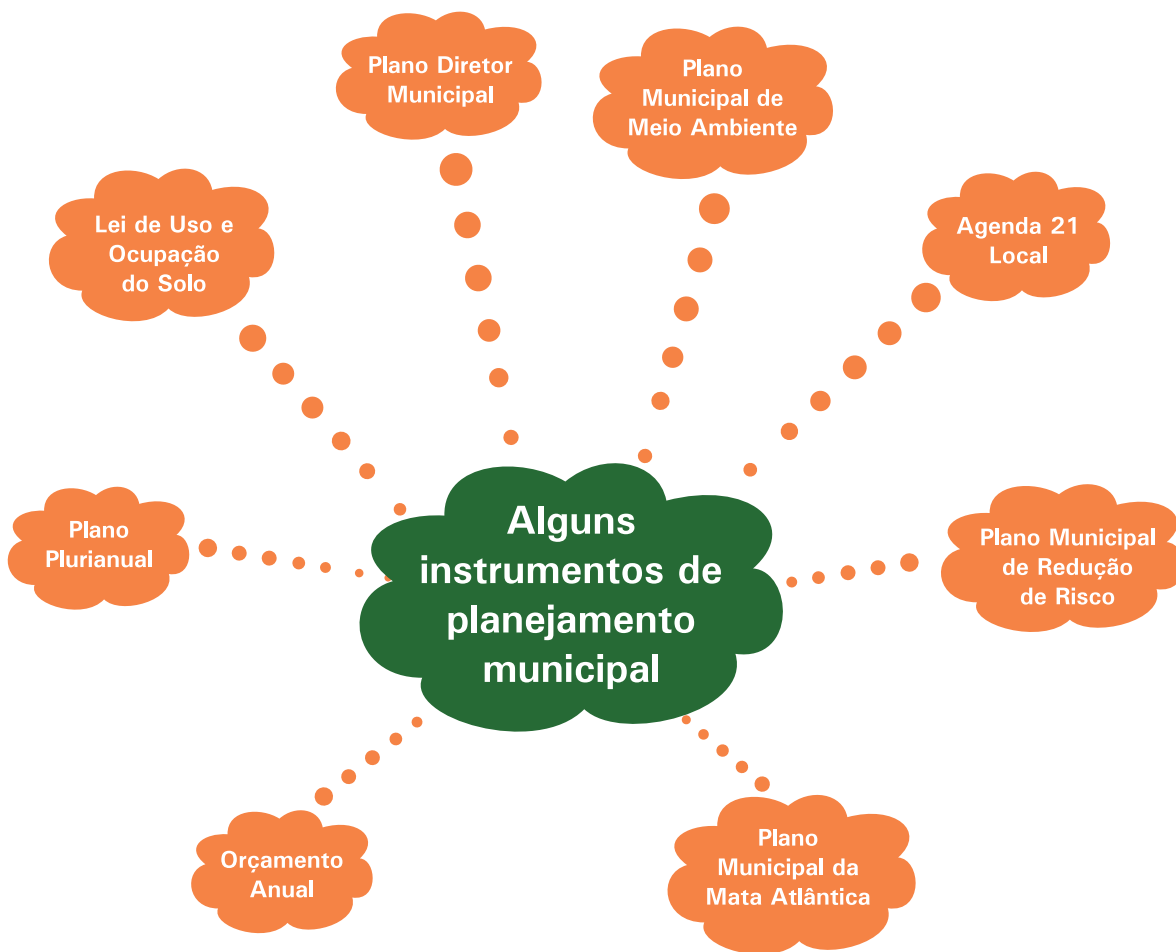 Plano Diretor
Municipal
Plano
Municipal de
Meio Ambiente
Lei de Uso e
Ocupação
do Solo
Agenda 21
Local
Plano
Plurianual
Alguns
instrumentos de
planejamento
municipal
Plano Municipal
de Redução
de Risco
Orçamento
Anual
Plano
Municipal da
Mata Atlântica